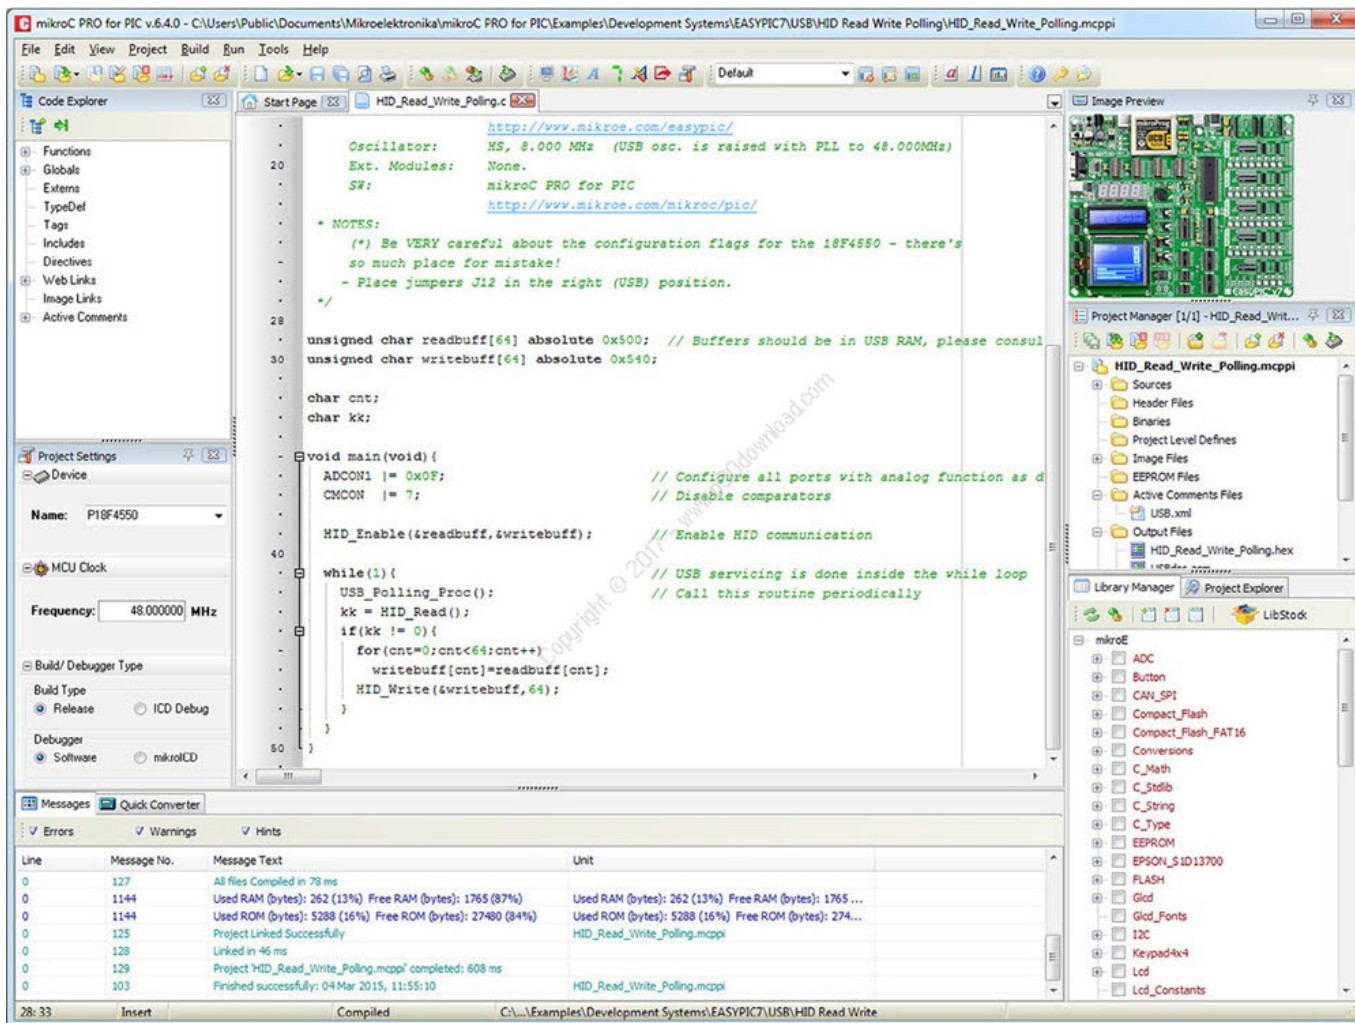 mikroC PRO for PIC v.6.4.0 - C:\Users\Public\Documents\Mikroelektronika\mikroC PRO for PIC\Examples\Development Systems\EASYPIC7\USB\HID Read Write Polling\HID_Read_Write_Polling.mcppi
File Edit View Project Build Run Tools Help
Default
Code Explorer
Functions
Globals
Externs
TypeDef
Tags
Includes
Directives
Web Links
Image Links
Active Comments
Project Settings
Device
Name: P18F4550
MCU Clock
Frequency: 48.000000 MHz
Build/ Debugger Type
Build Type
Release ICD Debug
Debugger
Software mikroICD
Start Page HID_Read_Write_Polling.c
http://www.mikroe.com/easypic/
Oscillator: HS, 8.000 MHz (USB osc. is raised with PLL to 48.000MHz)
20 Ext. Modules: None.
SW: mikroC PRO for PIC
http://www.mikroe.com/mikroc/pic/
* NOTES:
(*) Be VERY careful about the configuration flags for the 18F4550 - there's
so much place for mistake!
- Place jumpers J12 in the right (USB) position.
*/
28
unsigned char readbuff[64] absolute 0x500; // Buffers should be in USB RAM, please consul
30 unsigned char writebuff[64] absolute 0x540;
char cnt;
char kk;
void main(void){
ADCON1 |= 0x0F; // Configure all ports with analog function as d
CMCON |= 7; // Disable comparators
HID_Enable(&readbuff,&writebuff); // Enable HID communication
40
while(1){ // USB servicing is done inside the while loop
USB_Polling_Proc(); // Call this routine periodically
kk = HID_Read();
if(kk != 0){
for(cnt=0;cnt<64;cnt++)
writebuff[cnt]=readbuff[cnt];
HID_Write(&writebuff,64);
}
}
50 }
Image Preview
EasyPIC v7
Project Manager [1/1] - HID_Read_Writ...
HID_Read_Write_Polling.mcppi
Sources
Header Files
Binaries
Project Level Defines
Image Files
EEPROM Files
Active Comments Files
USB.xml
Output Files
HID_Read_Write_Polling.hex
USBdsc.asm
Library Manager Project Explorer
LibStock
mikroE
ADC
Button
CAN_SPI
Compact_Flash
Compact_Flash_FAT16
Conversions
C_Math
C_Stdlib
C_String
C_Type
EEPROM
EPSON_S1D13700
FLASH
Glcd
Glcd_Fonts
I2C
Keypad4x4
Lcd
Lcd_Constants
Messages Quick Converter
Errors Warnings Hints
Line Message No. Message Text Unit
0 127 All files Compiled in 78 ms
0 1144 Used RAM (bytes): 262 (13%) Free RAM (bytes): 1765 (87%) Used RAM (bytes): 262 (13%) Free RAM (bytes): 1765 ...
0 1144 Used ROM (bytes): 5288 (16%) Free ROM (bytes): 27480 (84%) Used ROM (bytes): 5288 (16%) Free ROM (bytes): 274...
0 125 Project Linked Successfully HID_Read_Write_Polling.mcppi
0 128 Linked in 46 ms
0 129 Project 'HID_Read_Write_Polling.mcppi' completed: 608 ms
0 103 Finished successfully: 04 Mar 2015, 11:55:10 HID_Read_Write_Polling.mcppi
28: 33 Insert Compiled C:\...\Examples\Development Systems\EASYPIC7\USB\HID Read Write